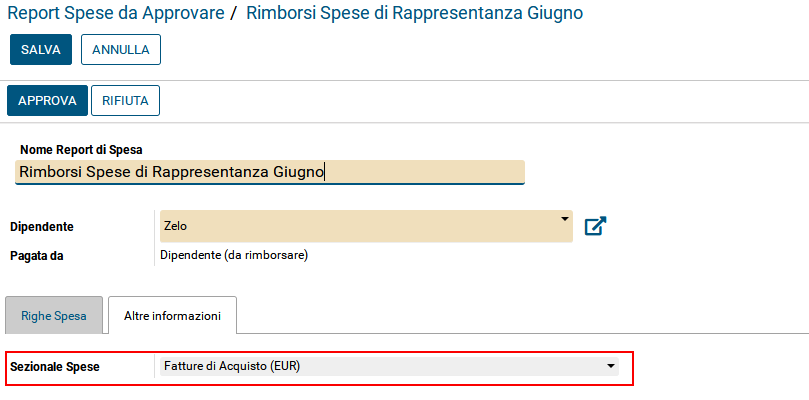 Report Spese da Approvare / Rimborsi Spese di Rappresentanza Giugno
SALVA ANNULLA
APPROVA RIFIUTA
Nome Report di Spesa
Rimborsi Spese di Rappresentanza Giugno
Dipendente Zelo
Pagata da Dipendente (da rimborsare)
Righe Spesa Altre informazioni
Sezionale Spese Fatture di Acquisto (EUR)